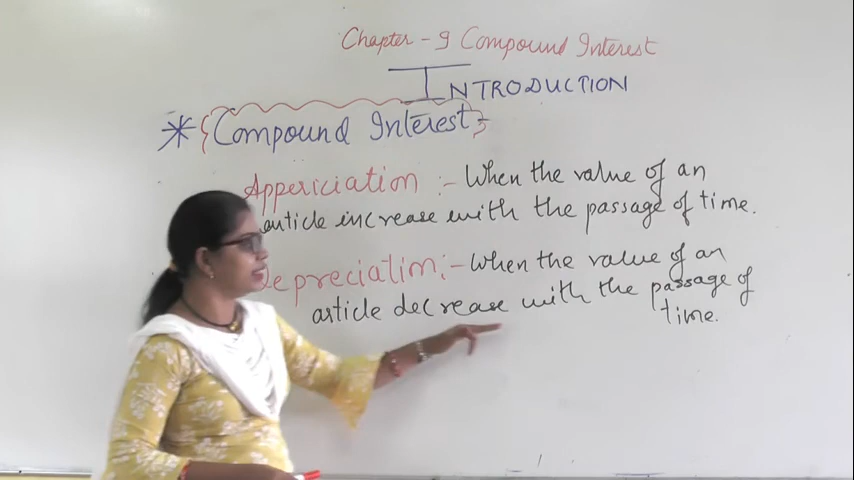 Chapter - 9 Compound Interest
INTRODUCTION
* { Compound Interest }
Appericiation :- When the value of an
article increase with the passage of time.
Depreciation :- When the value of an
article decrease with the passage of
time.